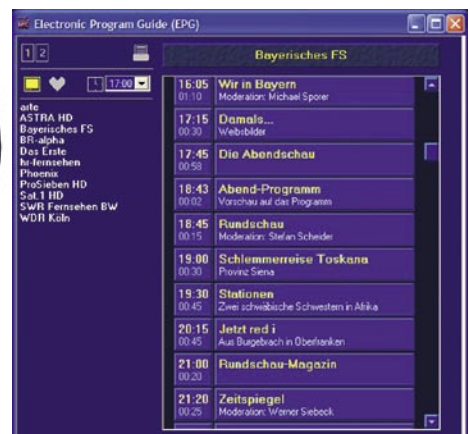 Electronic Program Guide (EPG)
1 2
Bayerisches FS
17:00
arte
ASTRA HD
Bayerisches FS
BR-alpha
Das Erste
hr-fernsehen
Phoenix
ProSieben HD
Sat.1 HD
SWR Fernsehen BW
WDR Köln
16:05 Wir in Bayern
01:10 Moderation: Michael Sporer
17:15 Damals...
00:30 Weibsbilder
17:45 Die Abendschau
00:58
18:43 Abend-Programm
00:02 Vorschau auf das Programm
18:45 Rundschau
00:15 Moderation: Stefan Scheider
19:00 Schlemmerreise Toskana
00:30 Provinz Siena
19:30 Stationen
00:45 Zwei schwäbische Schwestern in Afrika
20:15 Jetzt red i
00:45 Aus Burgebrach in Oberfranken
21:00 Rundschau-Magazin
00:20
21:20 Zeitspiegel
00:25 Moderation: Werner Siebeck